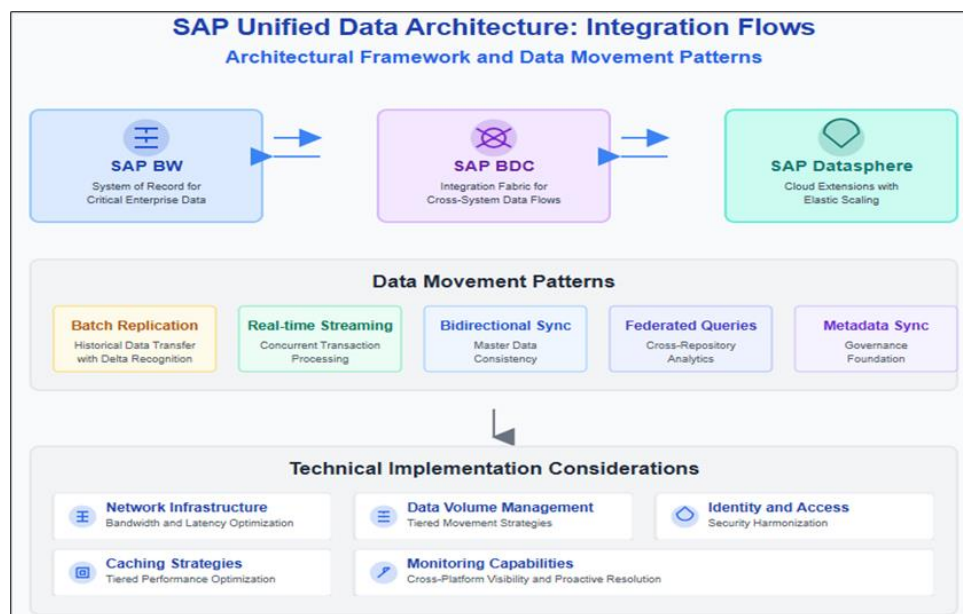 SAP Unified Data Architecture: Integration Flows
Architectural Framework and Data Movement Patterns
SAP BW
System of Record for
Critical Enterprise Data
SAP BDC
Integration Fabric for
Cross-System Data Flows
SAP Datasphere
Cloud Extensions with
Elastic Scaling
Data Movement Patterns
Batch Replication
Historical Data Transfer
with Delta Recognition
Real-time Streaming
Concurrent Transaction
Processing
Bidirectional Sync
Master Data
Consistency
Federated Queries
Cross-Repository
Analytics
Metadata Sync
Governance
Foundation
Technical Implementation Considerations
Network Infrastructure
Bandwidth and Latency Optimization
Data Volume Management
Tiered Movement Strategies
Identity and Access
Security Harmonization
Caching Strategies
Tiered Performance Optimization
Monitoring Capabilities
Cross-Platform Visibility and Proactive Resolution